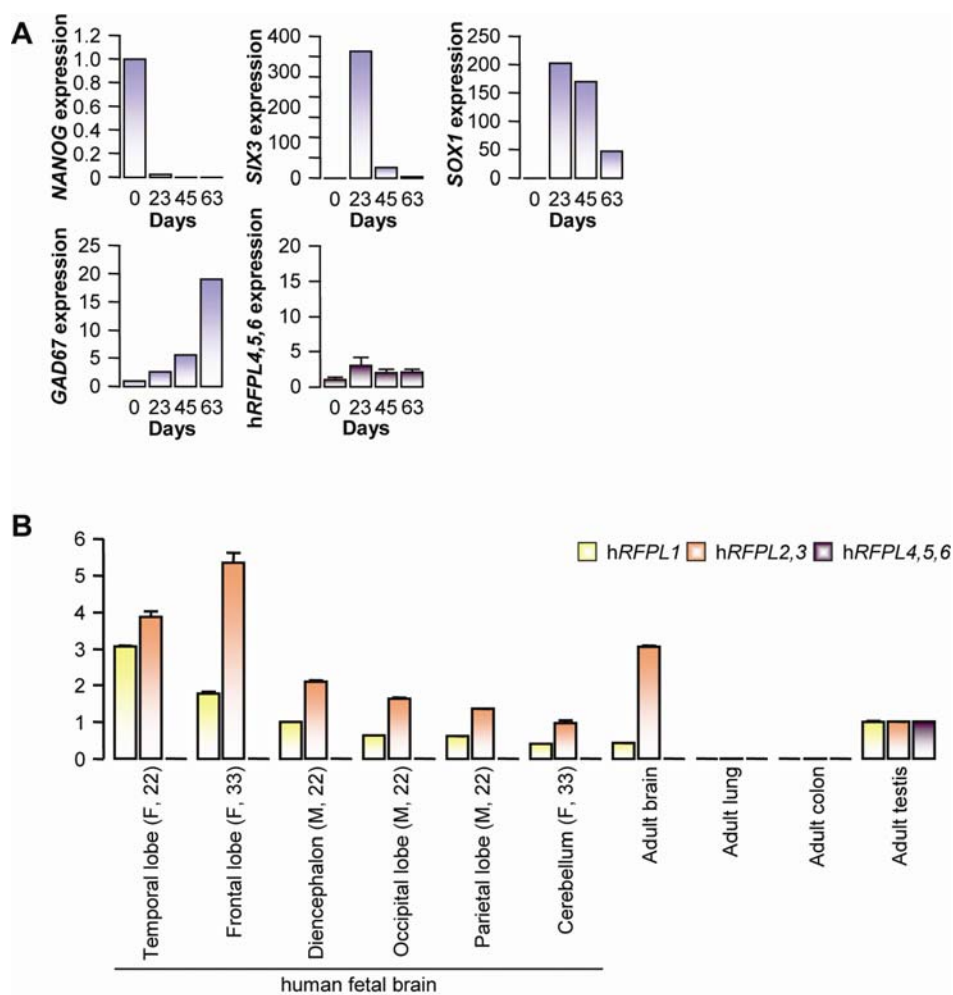 A
NANOG expression
1.2
1.0
0.8
0.6
0.4
0.2
0
0 23 45 63
Days
SIX3 expression
400
300
200
100
0
0 23 45 63
Days
SOX1 expression
250
200
150
100
50
0
0 23 45 63
Days
GAD67 expression
25
20
15
10
5
0
0 23 45 63
Days
hRFPL4,5,6 expression
20
15
10
5
0
0 23 45 63
Days
B
6
5
4
3
2
1
0
hRFPL1 hRFPL2,3 hRFPL4,5,6
Temporal lobe (F, 22)
Frontal lobe (F, 33)
Diencephalon (M, 22)
Occipital lobe (M, 22)
Parietal lobe (M, 22)
Cerebellum (F, 33)
Adult brain
Adult lung
Adult colon
Adult testis
human fetal brain